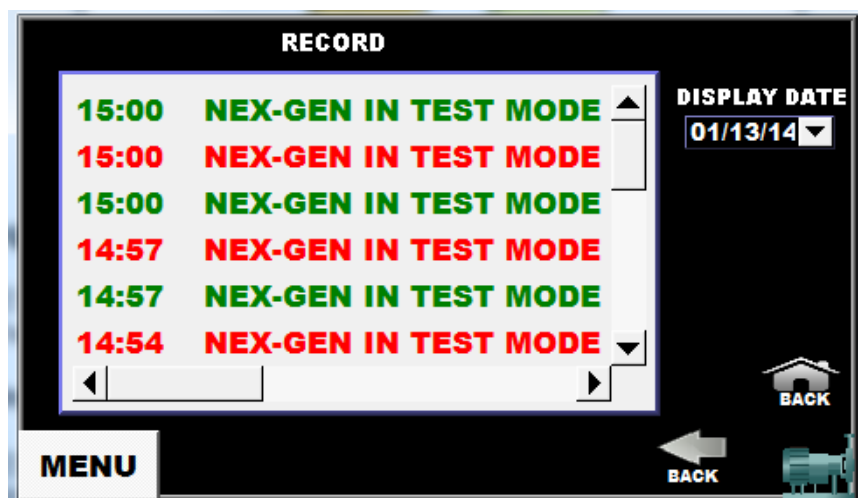 RECORD
15:00 NEX-GEN IN TEST MODE
15:00 NEX-GEN IN TEST MODE
15:00 NEX-GEN IN TEST MODE
14:57 NEX-GEN IN TEST MODE
14:57 NEX-GEN IN TEST MODE
14:54 NEX-GEN IN TEST MODE
DISPLAY DATE
01/13/14
BACK
MENU
BACK